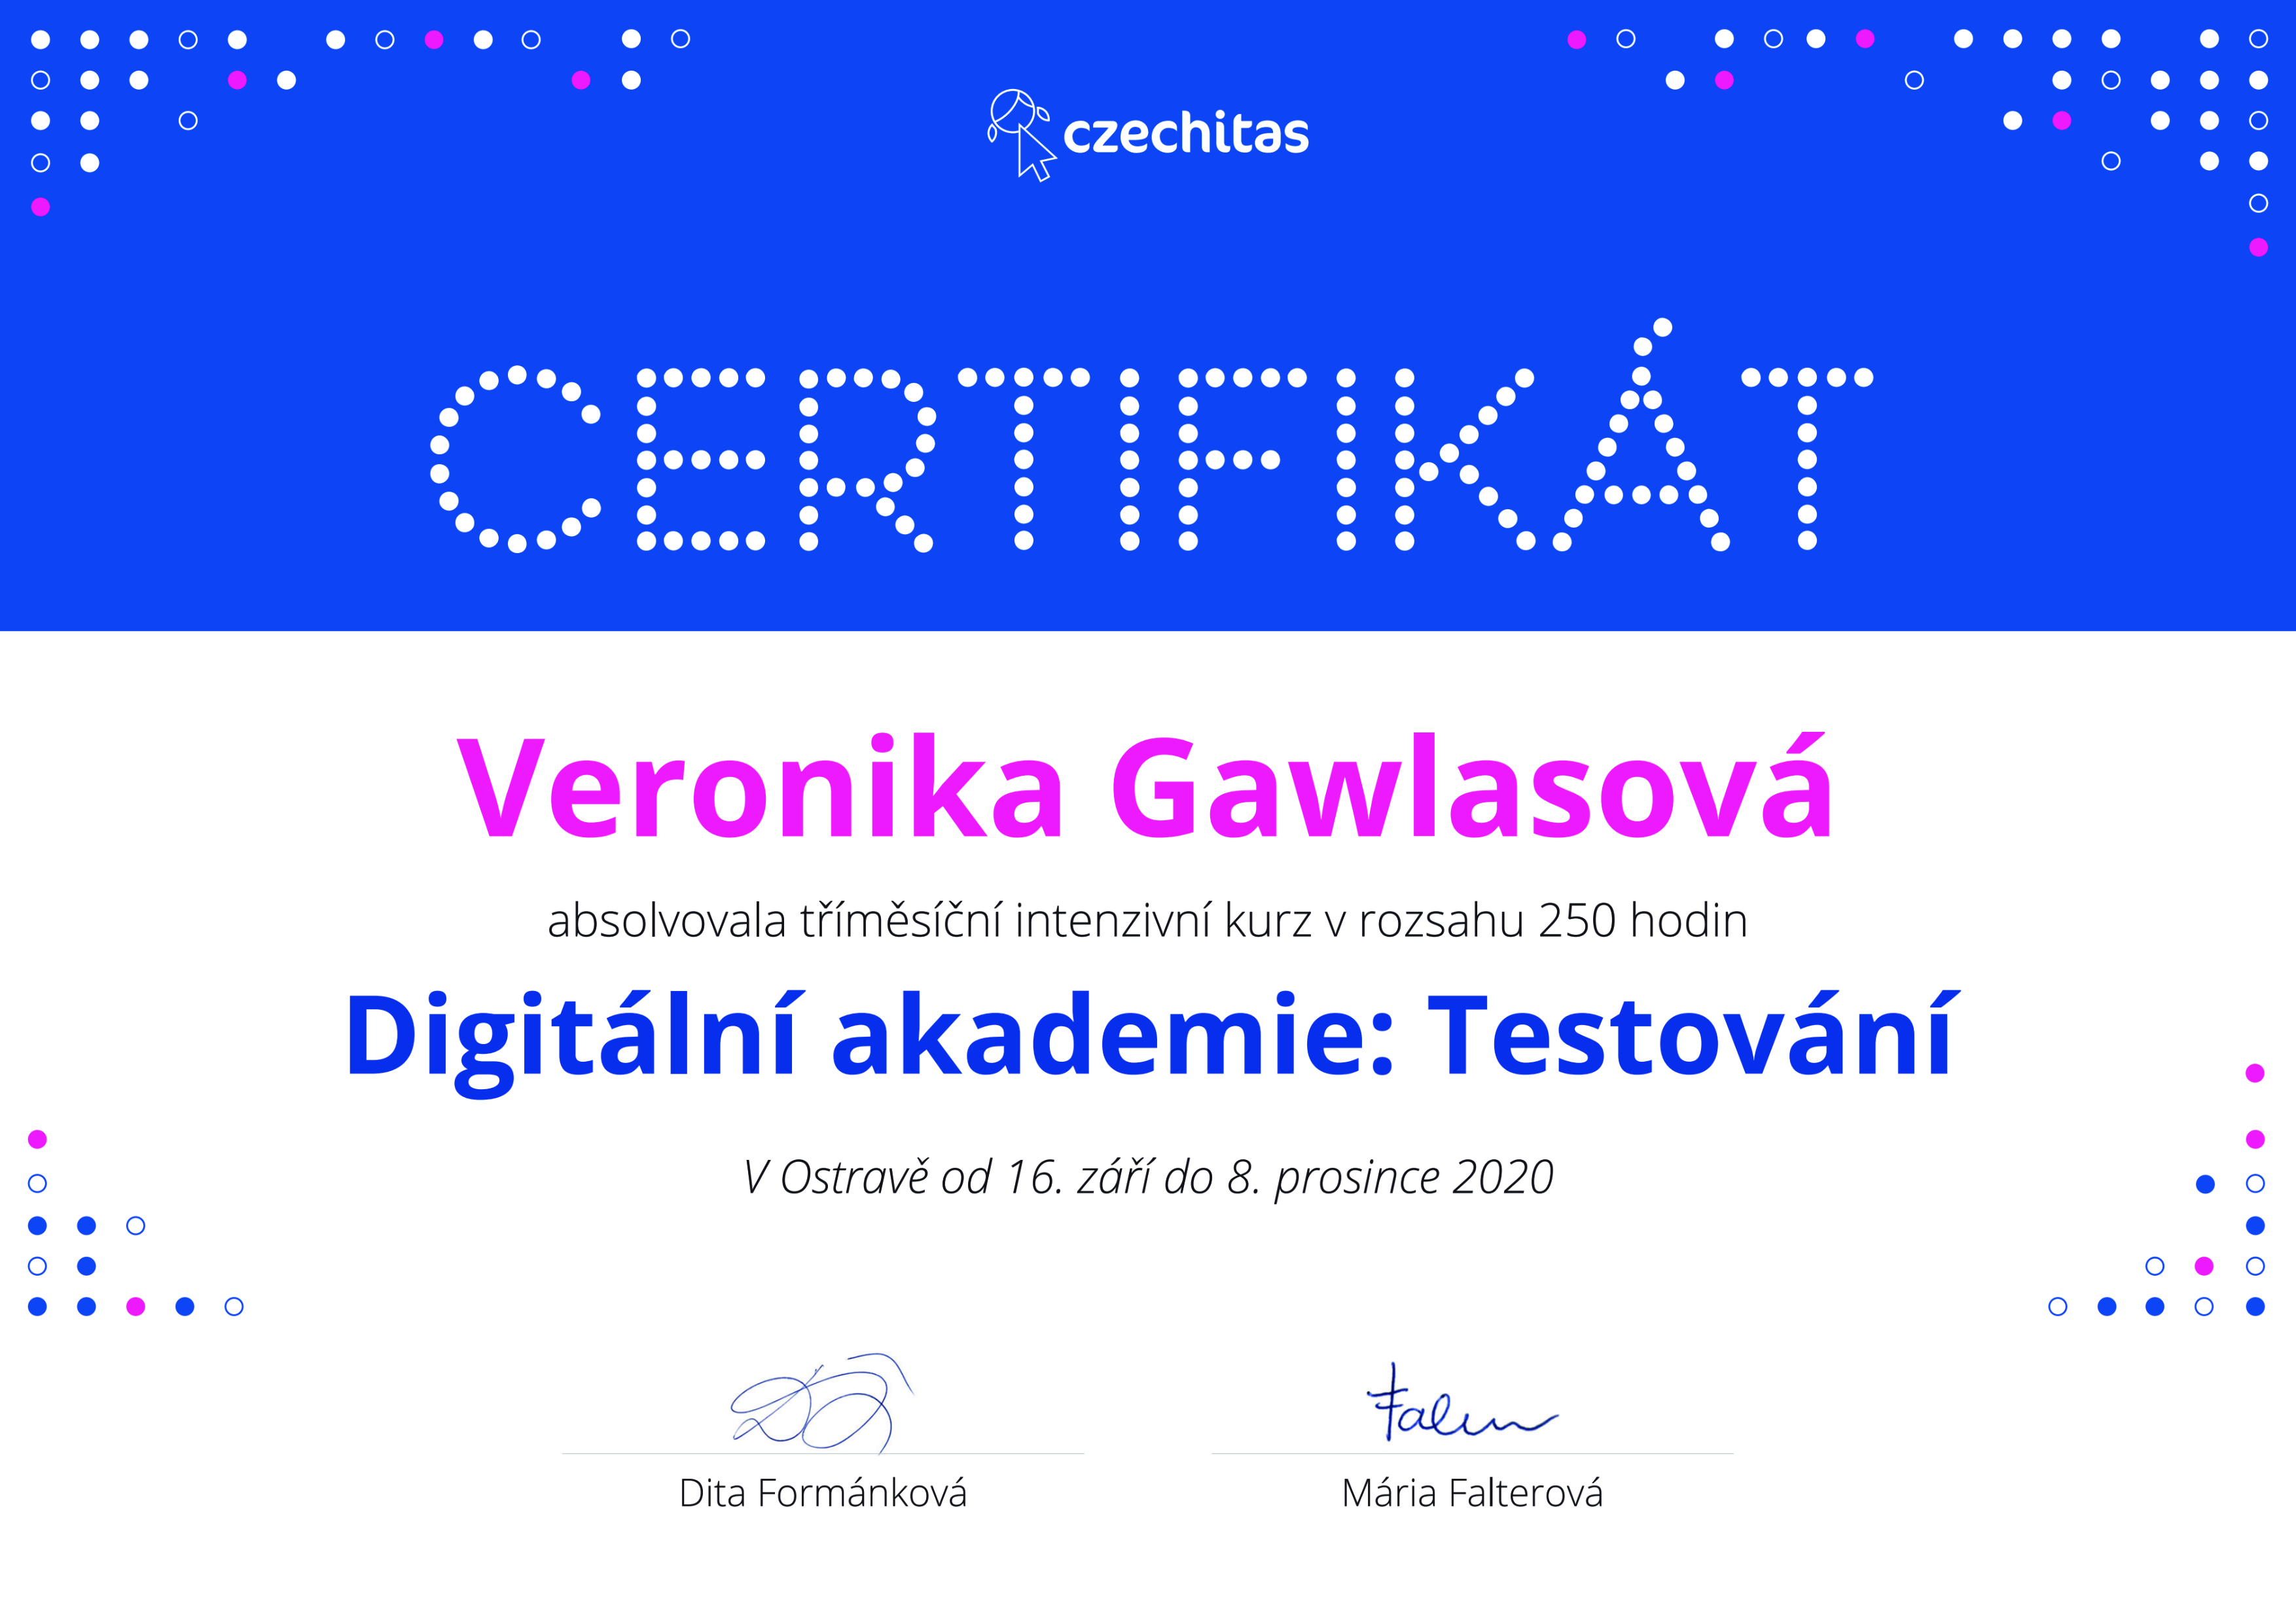 czechitas
CERTIFIKÁT
Veronika Gawlasová
absolvovala tříměsíční intenzivní kurz v rozsahu 250 hodin
Digitální akademie: Testování
V Ostravě od 16. září do 8. prosince 2020
Dita Formánková
Mária Falterová